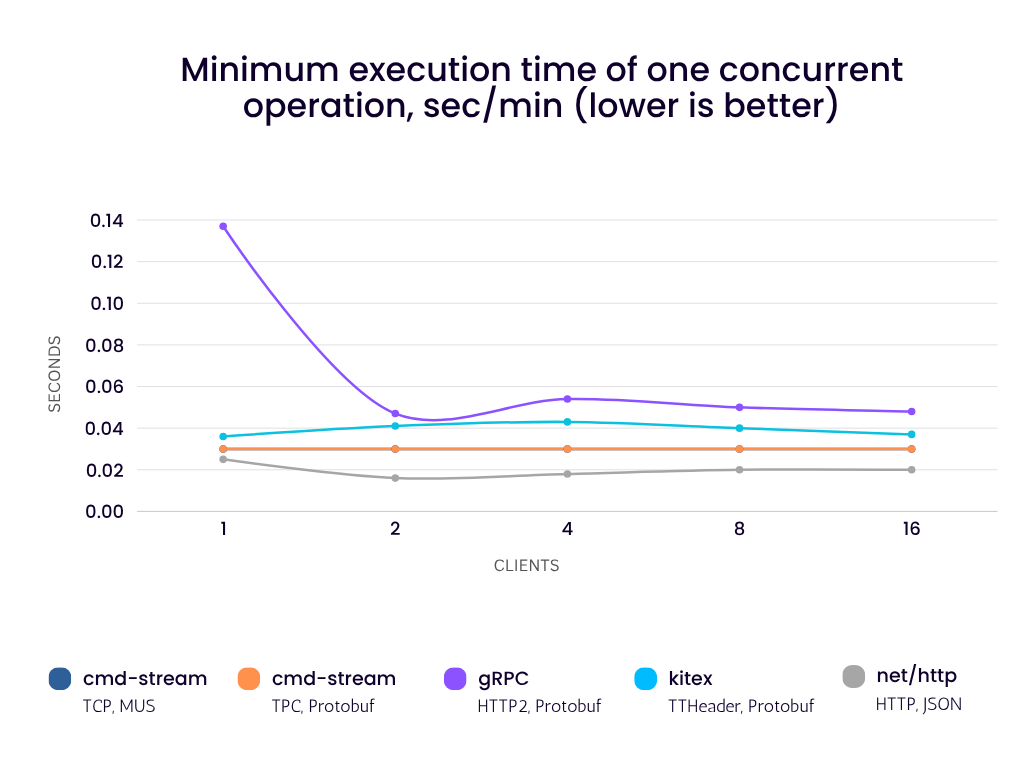 Minimum execution time of one concurrent
operation, sec/min (lower is better)
0.14
0.12
0.10
0.08
0.06
0.04
0.02
0.00
SECONDS
1 2 4 8 16
CLIENTS
cmd-stream cmd-stream gRPC kitex net/http
TCP, MUS TPC, Protobuf HTTP2, Protobuf TTHeader, Protobuf HTTP, JSON